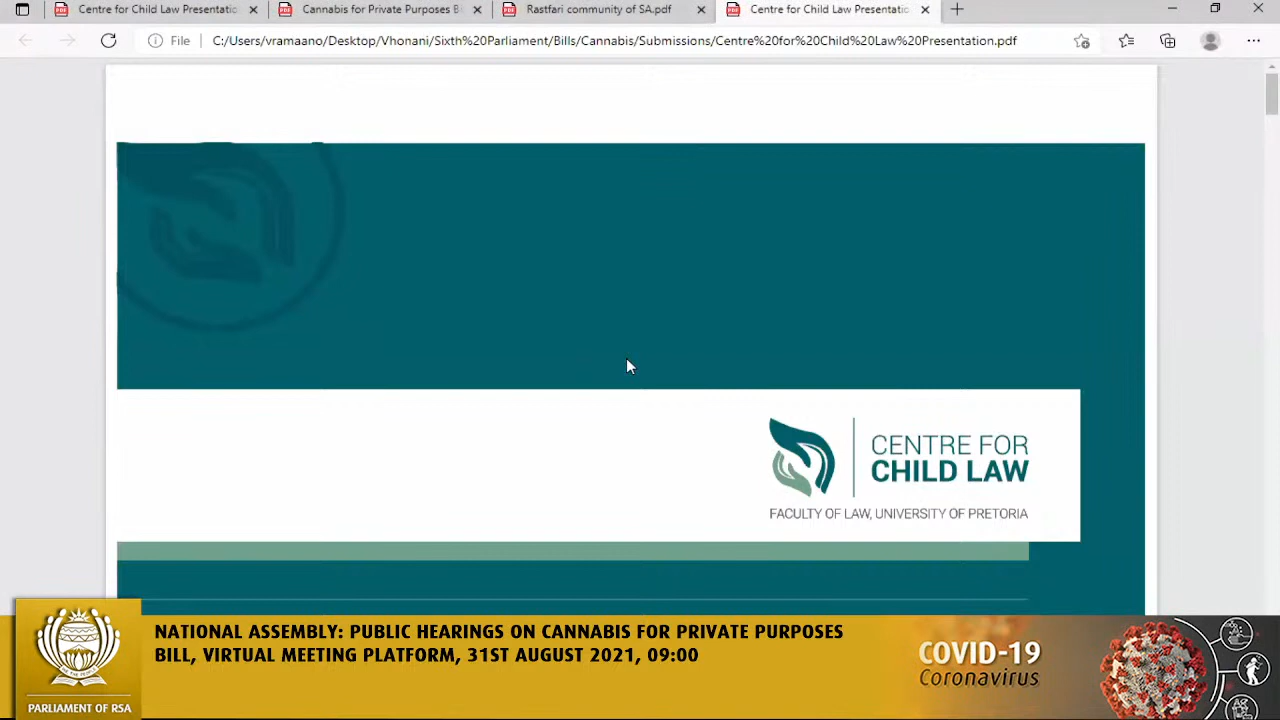 Centre for Child Law Presentatio
Cannabis for Private Purposes B
Rastfari community of SA.pdf
Centre for Child Law Presentatio
File
C:/Users/vramaano/Desktop/Vhonani/Sixth%20Parliament/Bills/Cannabis/Submissions/Centre%20for%20Child%20Law%20Presentation.pdf
CENTRE FOR
CHILD LAW
FACULTY OF LAW, UNIVERSITY OF PRETORIA
NATIONAL ASSEMBLY: PUBLIC HEARINGS ON CANNABIS FOR PRIVATE PURPOSES
BILL, VIRTUAL MEETING PLATFORM, 31ST AUGUST 2021, 09:00
COVID-19
Coronavirus
PARLIAMENT OF RSA